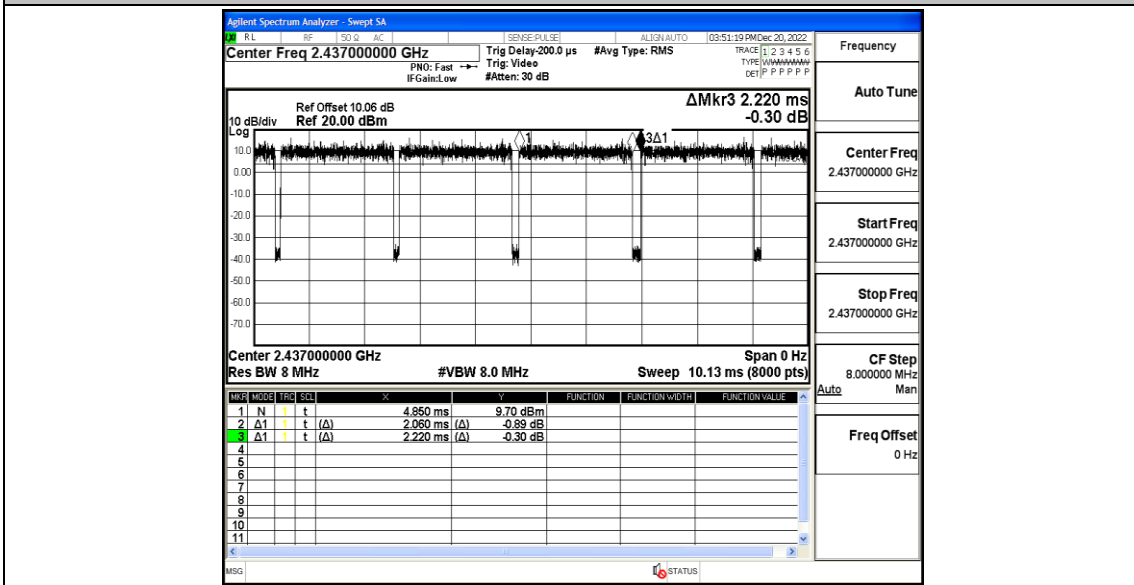 Agilent Spectrum Analyzer - Swept SA
RL RF 50 Ω AC SENSE:PULSE ALIGN AUTO 03:51:19 PM Dec 20, 2022
Center Freq 2.437000000 GHz
PNO: Fast
IFGain:Low
Trig Delay-200.0 µs
Trig: Video
#Atten: 30 dB
#Avg Type: RMS
TRACE 1 2 3 4 5 6
TYPE
DET P P P P P P
ΔMkr3 2.220 ms
-0.30 dB
Ref Offset 10.06 dB
10 dB/div Ref 20.00 dBm
Log
1
3Δ1
10.0
0.00
-10.0
-20.0
-30.0
-40.0
-50.0
-60.0
-70.0
Center 2.437000000 GHz Span 0 Hz
Res BW 8 MHz #VBW 8.0 MHz Sweep 10.13 ms (8000 pts)
MKR MODE TRC SCL X Y FUNCTION FUNCTION WIDTH FUNCTION VALUE
1 N 1 t 4.850 ms 9.70 dBm
2 Δ1 1 t (Δ) 2.060 ms (Δ) -0.89 dB
3 Δ1 1 t (Δ) 2.220 ms (Δ) -0.30 dB
4
5
6
7
8
9
10
11
MSG STATUS
Frequency
Auto Tune
Center Freq
2.437000000 GHz
Start Freq
2.437000000 GHz
Stop Freq
2.437000000 GHz
CF Step
8.000000 MHz
Auto Man
Freq Offset
0 Hz